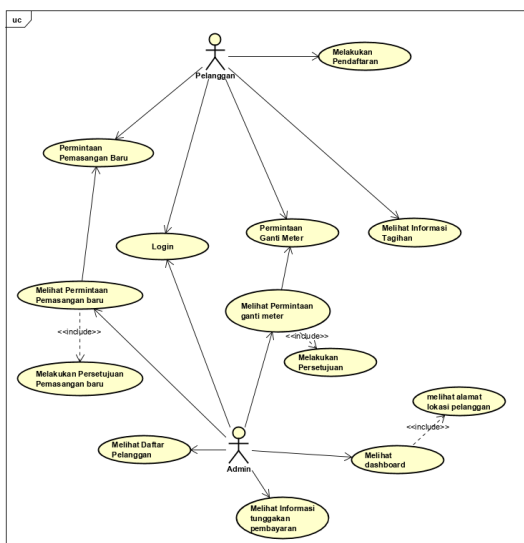 uc
Melakukan
Pendaftaran
Pelanggan
Permintaan
Pemasangan Baru
Login
Permintaan
Ganti Meter
Melihat Informasi
Tagihan
Melihat Permintaan
Pemasangan baru
Melihat Permintaan
ganti meter
<<include>>
<<include>>
Melakukan Persetujuan
Pemasangan baru
Melakukan
Persetujuan
melihat alamat
lokasi pelanggan
<<include>>
Melihat Daftar
Pelanggan
Admin
Melihat
dashboard
Melihat Informasi
tunggakan
pembayaran